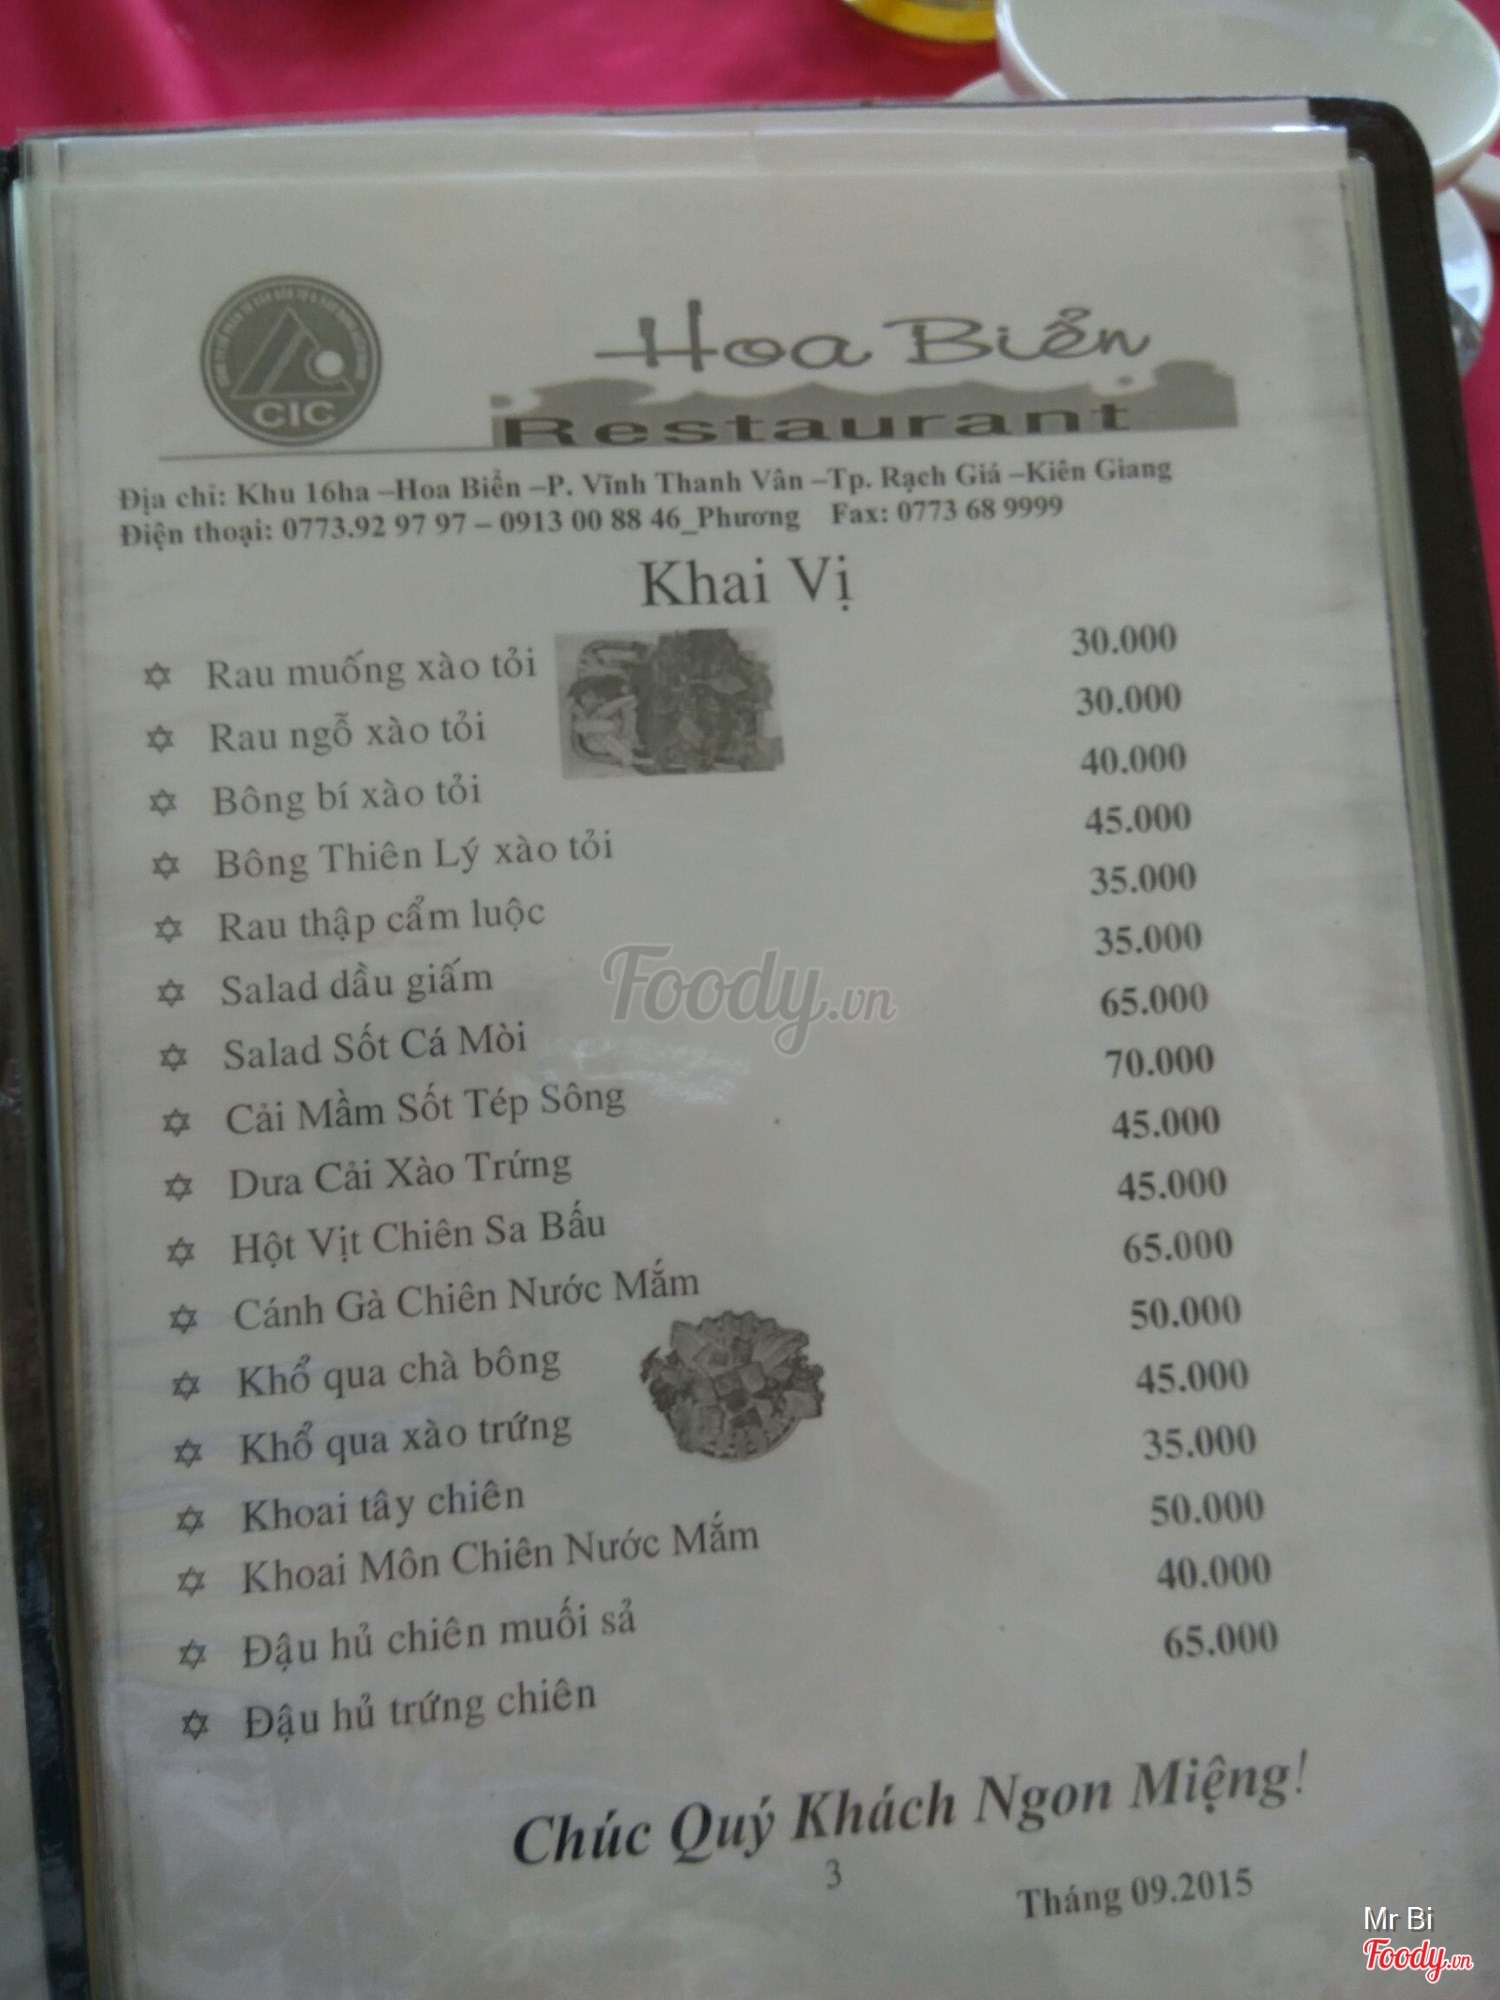 CIC
Hoa Biển
Restaurant
Địa chỉ: Khu 16ha –Hoa Biển –P. Vĩnh Thanh Vân –Tp. Rạch Giá –Kiên Giang
Điện thoại: 0773.92 97 97 – 0913 00 88 46_Phương Fax: 0773 68 9999
Khai Vị
Rau muống xào tỏi 30.000
Rau ngỗ xào tỏi 30.000
Bông bí xào tỏi 40.000
Bông Thiên Lý xào tỏi 45.000
Rau thập cẩm luộc 35.000
Salad dầu giấm 35.000
Salad Sốt Cá Mòi 65.000
Cải Mầm Sốt Tép Sông 70.000
Dưa Cải Xào Trứng 45.000
Hột Vịt Chiên Sa Bấu 45.000
Cánh Gà Chiên Nước Mắm 65.000
Khổ qua chà bông 50.000
Khổ qua xào trứng 45.000
Khoai tây chiên 35.000
Khoai Môn Chiên Nước Mắm 50.000
Đậu hủ chiên muối sả 40.000
Đậu hủ trứng chiên 65.000
Foody.vn
Chúc Quý Khách Ngon Miệng!
3
Tháng 09.2015
Mr Bi
Foody.vn